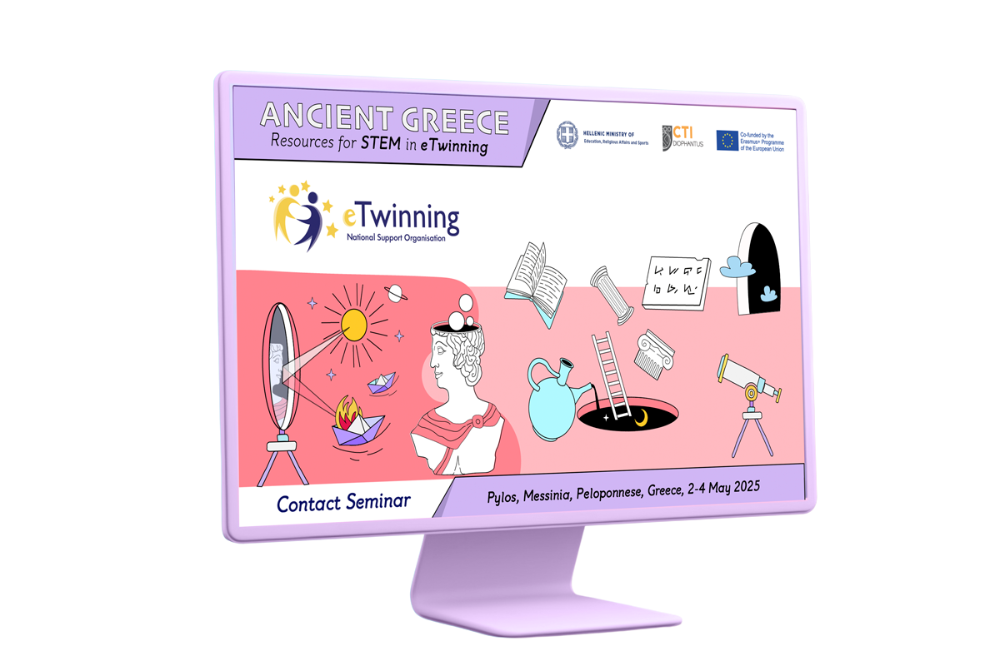 ANCIENT GREECE
Resources for STEM in eTwinning
HELLENIC MINISTRY OF
Education, Religious Affairs and Sports
CTI
DIOPHANTUS
Co-funded by the
Erasmus+ Programme
of the European Union
eTwinning
National Support Organisation
Contact Seminar
Pylos, Messinia, Peloponnese, Greece, 2-4 May 2025